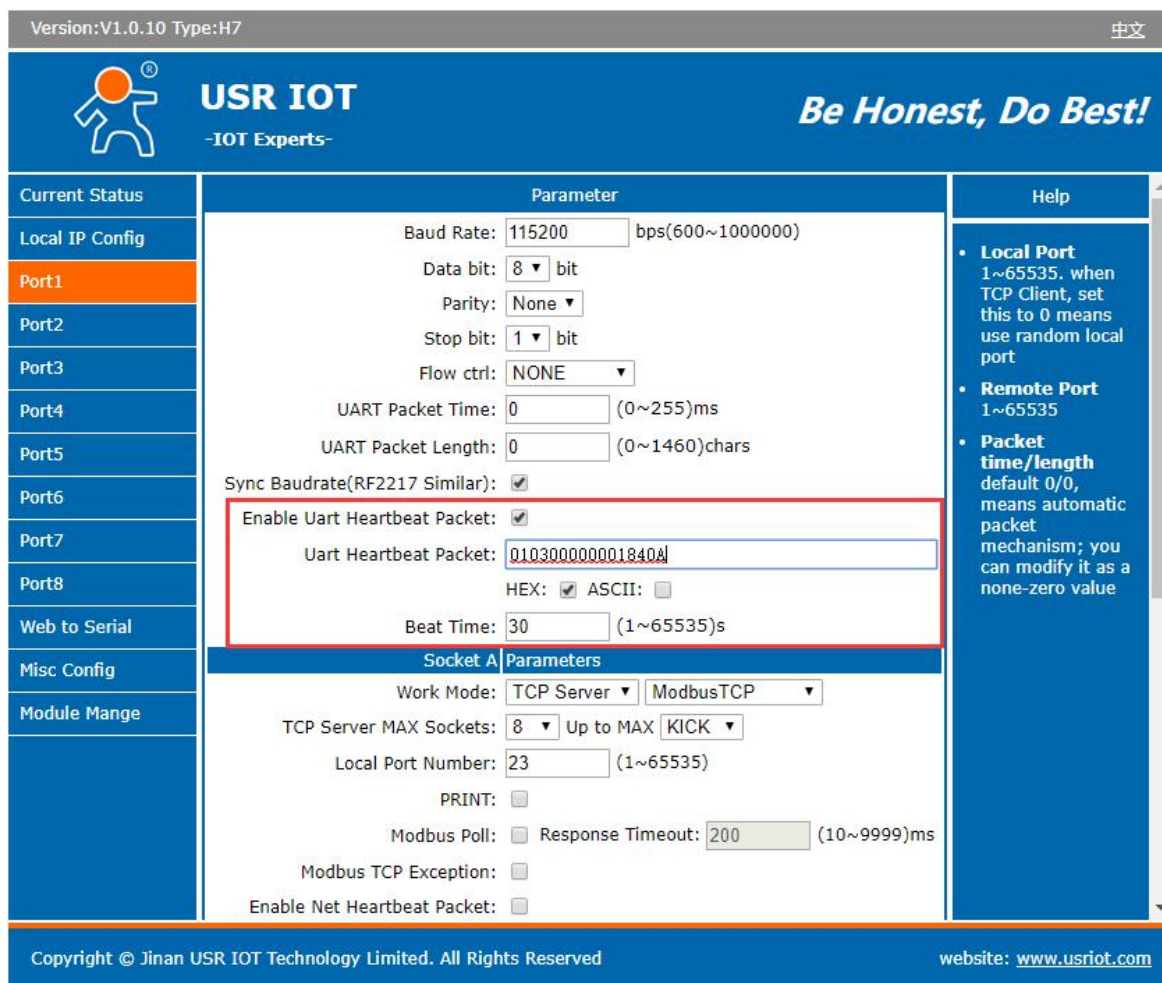 Version:V1.0.10 Type:H7
中文
®
USR IOT
-IOT Experts-
Be Honest, Do Best!
Current Status
Local IP Config
Port1
Port2
Port3
Port4
Port5
Port6
Port7
Port8
Web to Serial
Misc Config
Module Mange
Parameter
Baud Rate: 115200 bps(600~1000000)
Data bit: 8 ▼ bit
Parity: None ▼
Stop bit: 1 ▼ bit
Flow ctrl: NONE ▼
UART Packet Time: 0 (0~255)ms
UART Packet Length: 0 (0~1460)chars
Sync Baudrate(RF2217 Similar):
Enable Uart Heartbeat Packet:
Uart Heartbeat Packet: 010300000001840A
HEX: ASCII:
Beat Time: 30 (1~65535)s
Socket A Parameters
Work Mode: TCP Server ▼ ModbusTCP ▼
TCP Server MAX Sockets: 8 ▼ Up to MAX KICK ▼
Local Port Number: 23 (1~65535)
PRINT:
Modbus Poll: Response Timeout: 200 (10~9999)ms
Modbus TCP Exception:
Enable Net Heartbeat Packet:
Help
• Local Port
1~65535. when
TCP Client, set
this to 0 means
use random local
port
• Remote Port
1~65535
• Packet
time/length
default 0/0,
means automatic
packet
mechanism; you
can modify it as a
none-zero value
Copyright © Jinan USR IOT Technology Limited. All Rights Reserved
website: www.usriot.com